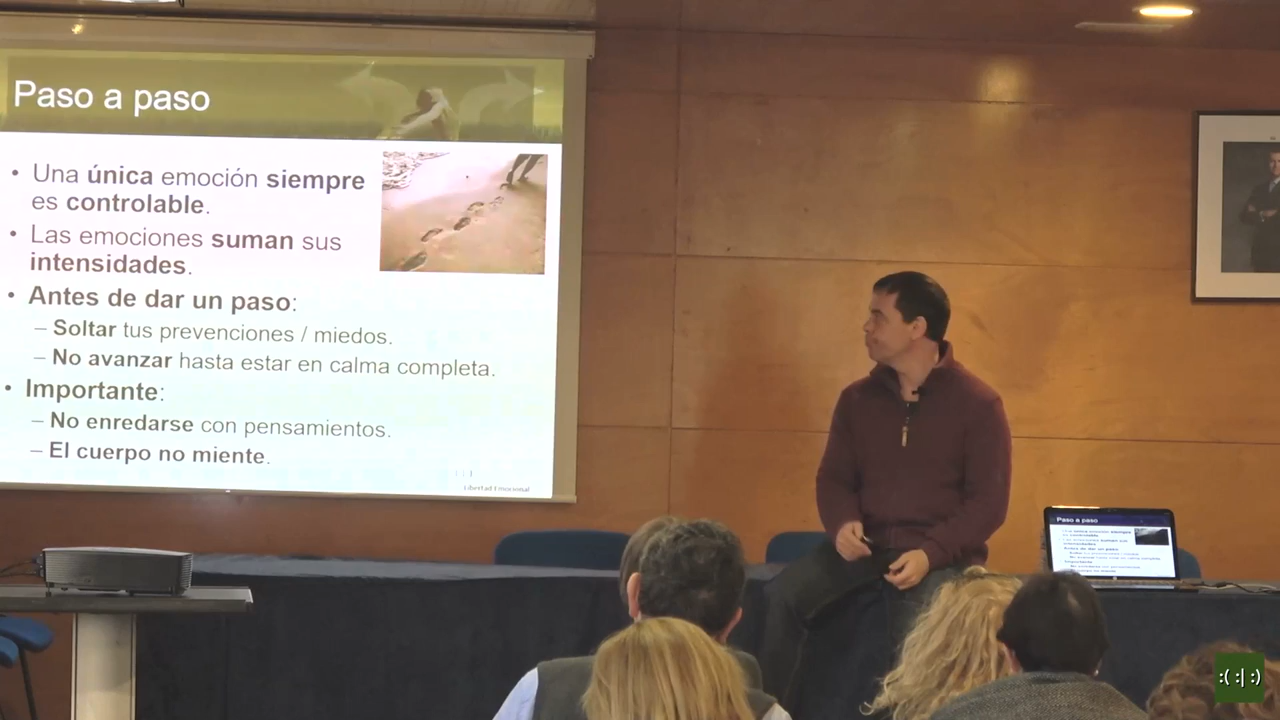 Paso a paso
• Una única emoción siempre
es controlable.
• Las emociones suman sus
intensidades.
• Antes de dar un paso:
– Soltar tus prevenciones / miedos.
– No avanzar hasta estar en calma completa.
• Importante:
– No enredarse con pensamientos.
– El cuerpo no miente.
Libertad Emocional
Paso a paso
:( :|:)